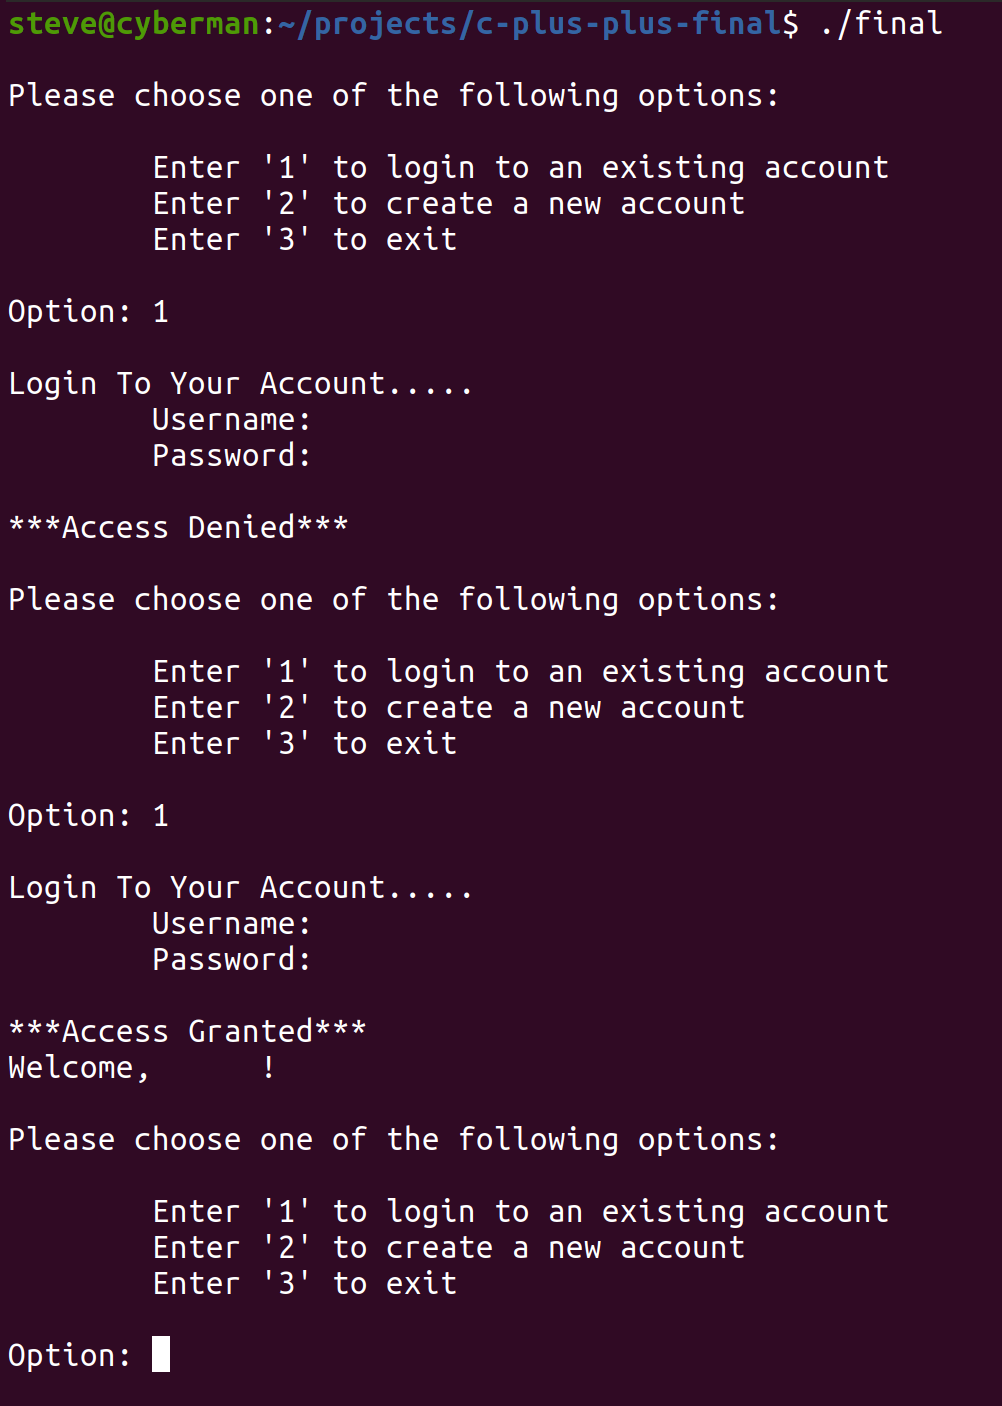 steve@cyberman:~/projects/c-plus-plus-final$ ./final
Please choose one of the following options:
Enter '1' to login to an existing account
Enter '2' to create a new account
Enter '3' to exit
Option: 1
Login To Your Account.....
Username:
Password:
***Access Denied***
Please choose one of the following options:
Enter '1' to login to an existing account
Enter '2' to create a new account
Enter '3' to exit
Option: 1
Login To Your Account.....
Username:
Password:
***Access Granted***
Welcome,      !
Please choose one of the following options:
Enter '1' to login to an existing account
Enter '2' to create a new account
Enter '3' to exit
Option: